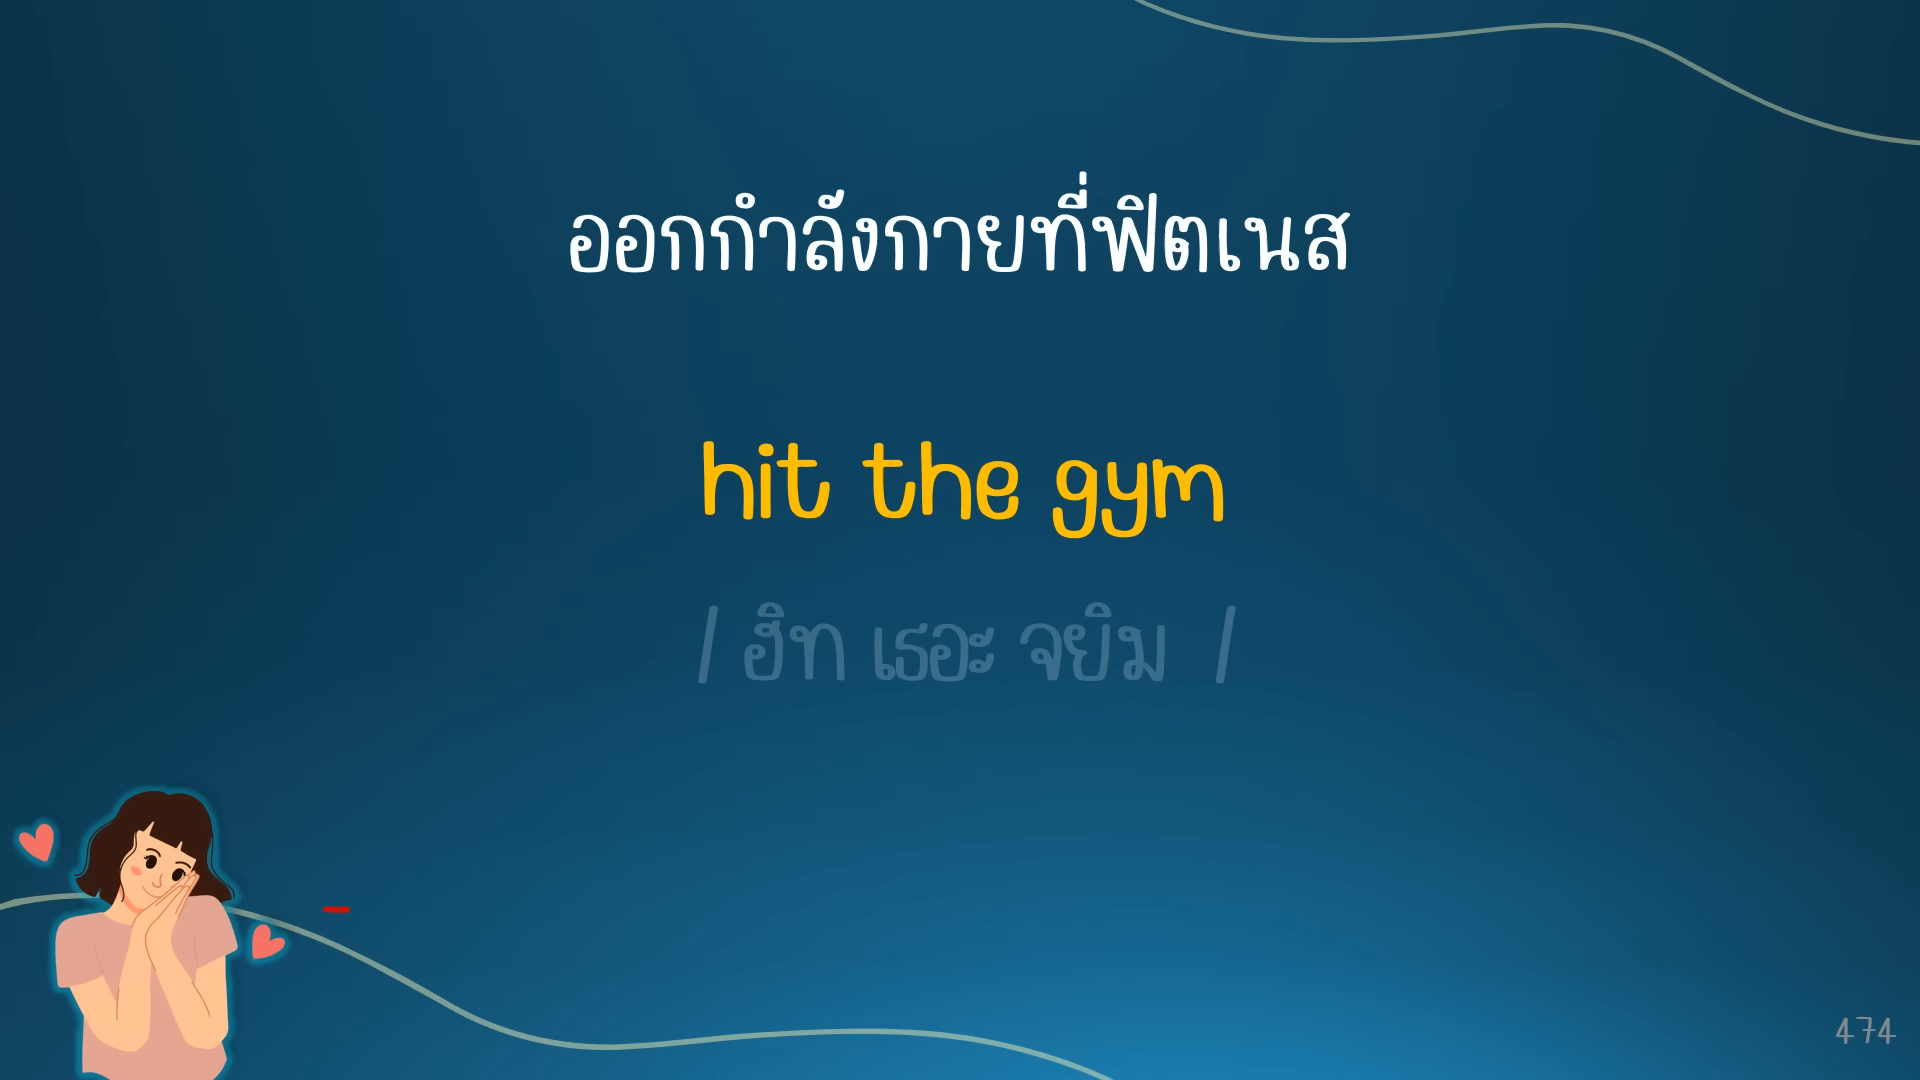 ออกกำลังกายที่ฟิตเนส
hit the gym
/ ฮิท เธอะ จยิม /
474